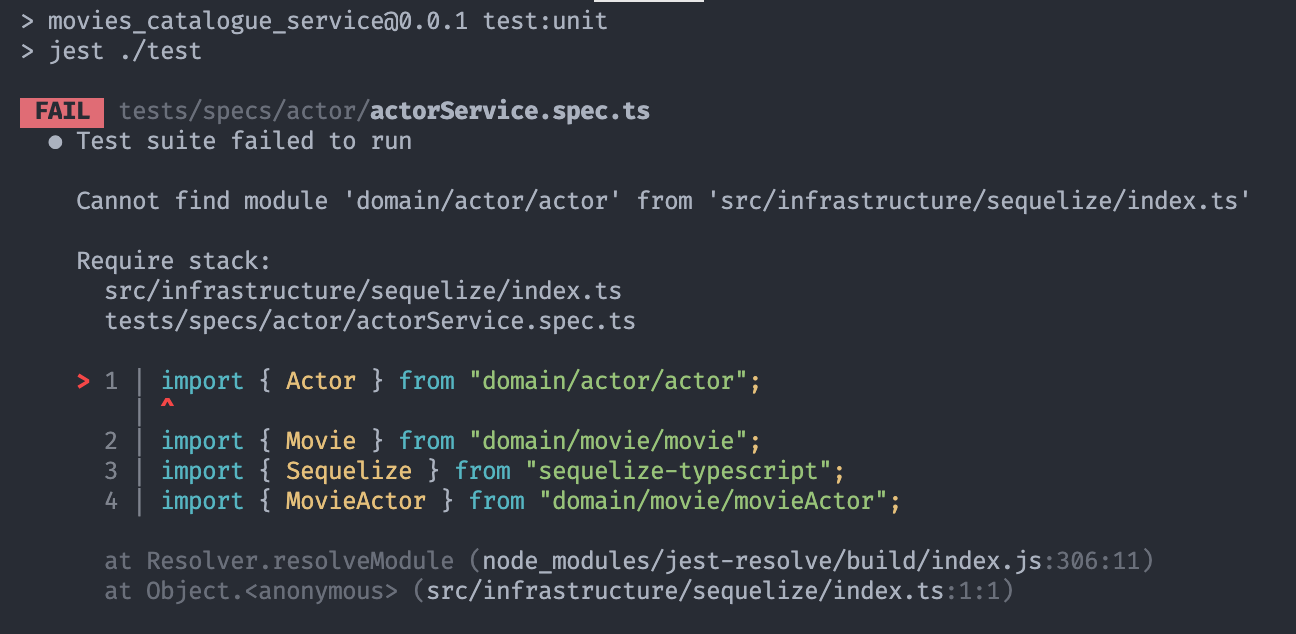 > movies_catalogue_service@0.0.1 test:unit
> jest ./test
FAIL tests/specs/actor/actorService.spec.ts
● Test suite failed to run
Cannot find module 'domain/actor/actor' from 'src/infrastructure/sequelize/index.ts'
Require stack:
src/infrastructure/sequelize/index.ts
tests/specs/actor/actorService.spec.ts
> 1 | import { Actor } from "domain/actor/actor";
| ^
2 | import { Movie } from "domain/movie/movie";
3 | import { Sequelize } from "sequelize-typescript";
4 | import { MovieActor } from "domain/movie/movieActor";
at Resolver.resolveModule (node_modules/jest-resolve/build/index.js:306:11)
at Object.<anonymous> (src/infrastructure/sequelize/index.ts:1:1)